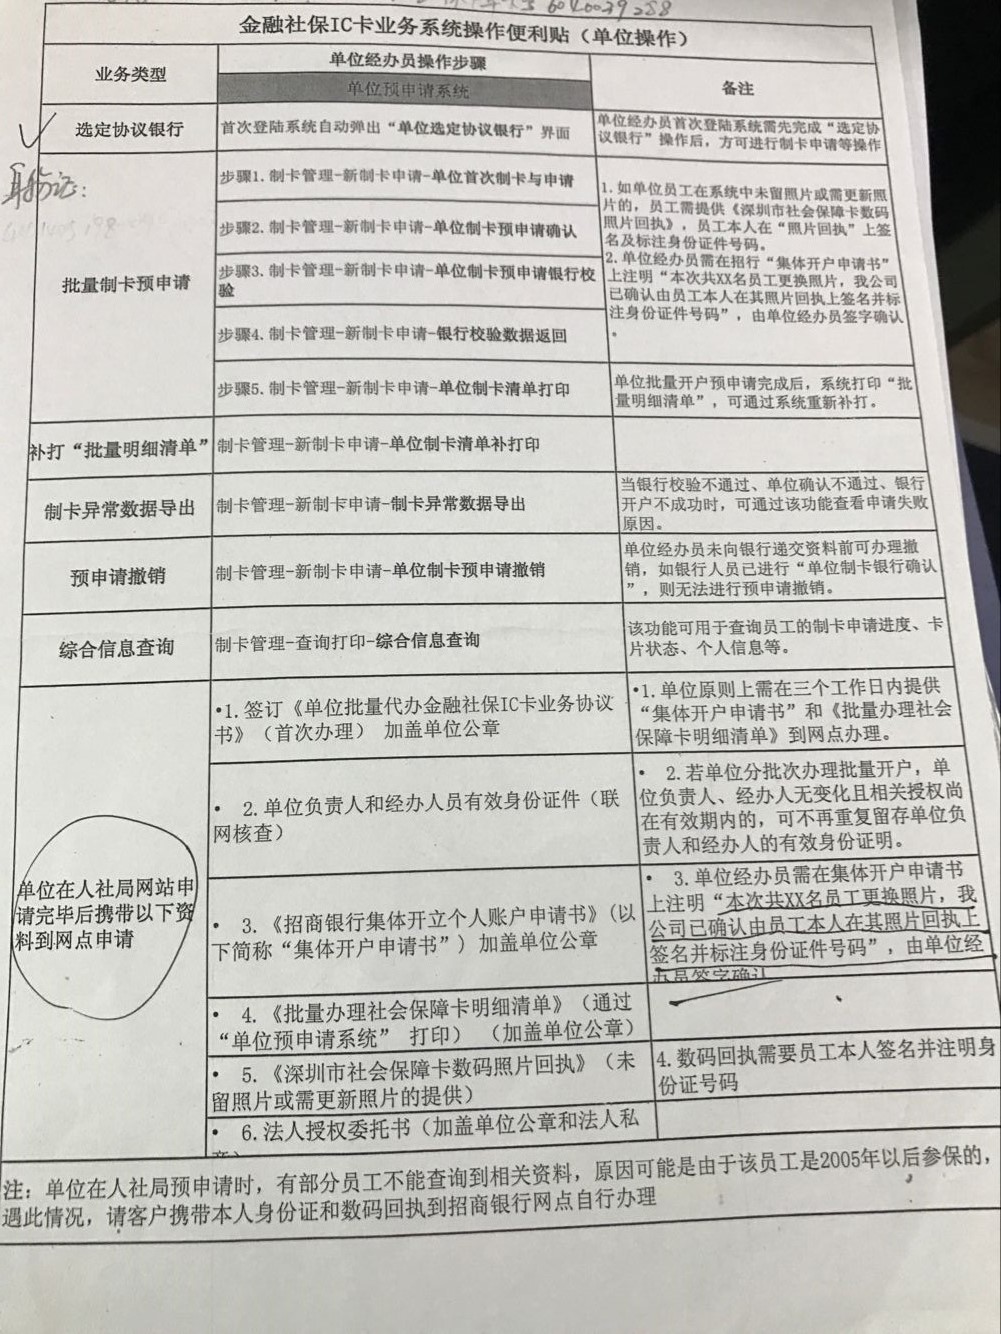 6040039288
金融社保IC卡业务系统操作便利贴（单位操作）
业务类型
单位经办员操作步骤
单位预申请系统
备注
选定协议银行
首次登陆系统自动弹出“单位选定协议银行”界面
单位经办员首次登陆系统需先完成“选定协
议银行”操作后，方可进行制卡申请等操作
身份证：
批量制卡预申请
步骤1. 制卡管理-新制卡申请-单位首次制卡与申请
步骤2. 制卡管理-新制卡申请-单位制卡预申请确认
步骤3. 制卡管理-新制卡申请-单位制卡预申请银行校
验
步骤4. 制卡管理-新制卡申请-银行校验数据返回
1. 如单位员工在系统中未留照片或需更新照
片的，员工需提供《深圳市社会保障卡数码
照片回执》，员工本人在“照片回执”上签
名及标注身份证件号码。
2. 单位经办员需在招行“集体开户申请书”
上注明“本次共XX名员工更换照片，我公司
已确认由员工本人在其照片回执上签名并标
注身份证件号码”，由单位经办员签字确认
。
步骤5. 制卡管理-新制卡申请-单位制卡清单打印
单位批量开户预申请完成后，系统打印“批
量明细清单”，可通过系统重新补打。
补打“批量明细清单”
制卡管理-新制卡申请-单位制卡清单补打印
制卡异常数据导出
制卡管理-新制卡申请-制卡异常数据导出
当银行校验不通过、单位确认不通过、银行
开户不成功时，可通过该功能查看申请失败
原因。
预申请撤销
制卡管理-新制卡申请-单位制卡预申请撤销
单位经办员未向银行递交资料前可办理撤
销，如银行人员已进行“单位制卡银行确认
”，则无法进行预申请撤销。
综合信息查询
制卡管理-查询打印-综合信息查询
该功能可用于查询员工的制卡申请进度、卡
片状态、个人信息等。
单位在人社局网站申
请完毕后携带以下资
料到网点申请
•1. 签订《单位批量代办金融社保IC卡业务协议
书》（首次办理） 加盖单位公章
•1. 单位原则上需在三个工作日内提供
“集体开户申请书”和《批量办理社会
保障卡明细清单》到网点办理。
• 2. 单位负责人和经办人员有效身份证件（联
网核查）
• 2. 若单位分批次办理批量开户，单
位负责人、经办人无变化且相关授权尚
在有效期内的，可不再重复留存单位负
责人和经办人的有效身份证明。
• 3. 《招商银行集体开立个人账户申请书》（以
下简称“集体开户申请书”）加盖单位公章
• 3. 单位经办员需在集体开户申请书
上注明“本次共XX名员工更换照片，我
公司已确认由员工本人在其照片回执上
签名并标注身份证件号码”，由单位经
办员签字确认
• 4. 《批量办理社会保障卡明细清单》（通过
“单位预申请系统” 打印）（加盖单位公章）
• 5. 《深圳市社会保障卡数码照片回执》（未
留照片或需更新照片的提供）
4. 数码回执需要员工本人签名并注明身
份证号码
• 6. 法人授权委托书（加盖单位公章和法人私
章）
注：单位在人社局预申请时，有部分员工不能查询到相关资料，原因可能是由于该员工是2005年以后参保的，
遇此情况，请客户携带本人身份证和数码回执到招商银行网点自行办理